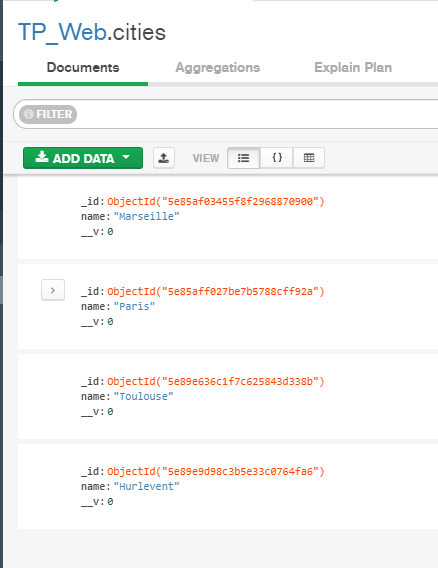 TP_Web.cities
Documents Aggregations Explain Plan
FILTER
ADD DATA VIEW {}
_id: ObjectId("5e85af03455f8f2968870900")
name: "Marseille"
__v: 0
_id: ObjectId("5e85aff027be7b5788cff92a")
name: "Paris"
__v: 0
_id: ObjectId("5e89e636c1f7c625843d338b")
name: "Toulouse"
__v: 0
_id: ObjectId("5e89e9d98c3b5e33c0764fa6")
name: "Hurlevent"
__v: 0